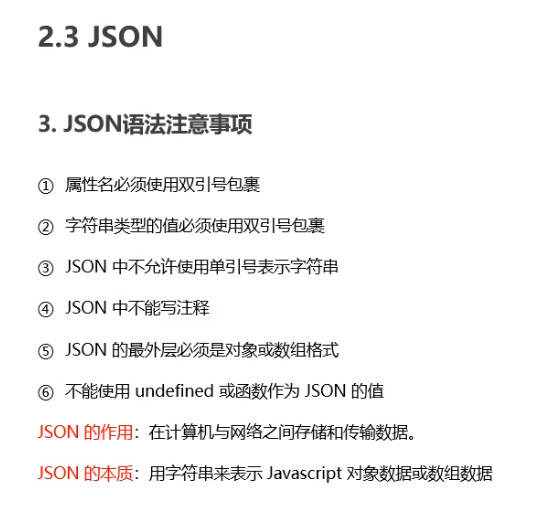 2.3 JSON
3. JSON语法注意事项
① 属性名必须使用双引号包裹
② 字符串类型的值必须使用双引号包裹
③ JSON 中不允许使用单引号表示字符串
④ JSON 中不能写注释
⑤ JSON 的最外层必须是对象或数组格式
⑥ 不能使用 undefined 或函数作为 JSON 的值
JSON 的作用：在计算机与网络之间存储和传输数据。
JSON 的本质：用字符串来表示 Javascript 对象数据或数组数据